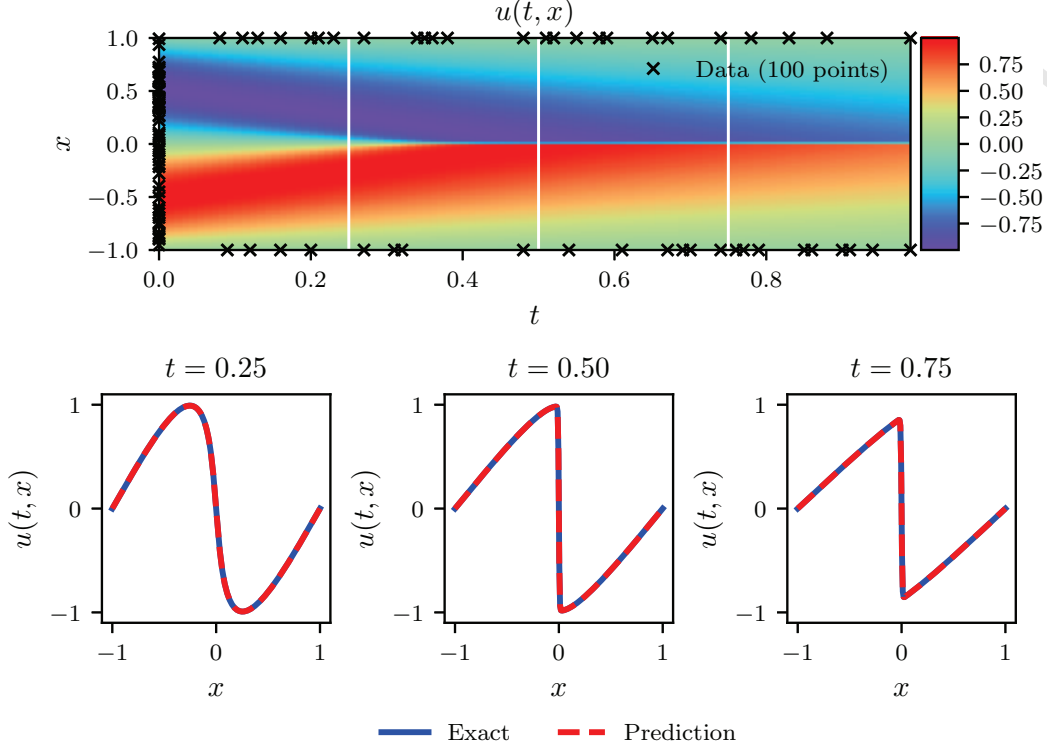 u(t, x)
1.0
0.5
0.0
−0.5
−1.0
x
Data (100 points)
0.75
0.50
0.25
0.00
−0.25
−0.50
−0.75
0.0 0.2 0.4 0.6 0.8
t
t = 0.25 t = 0.50 t = 0.75
1 1 1
0 0 0
−1 −1 −1
u(t, x) u(t, x) u(t, x)
−1 0 1 −1 0 1 −1 0 1
x x x
Exact Prediction